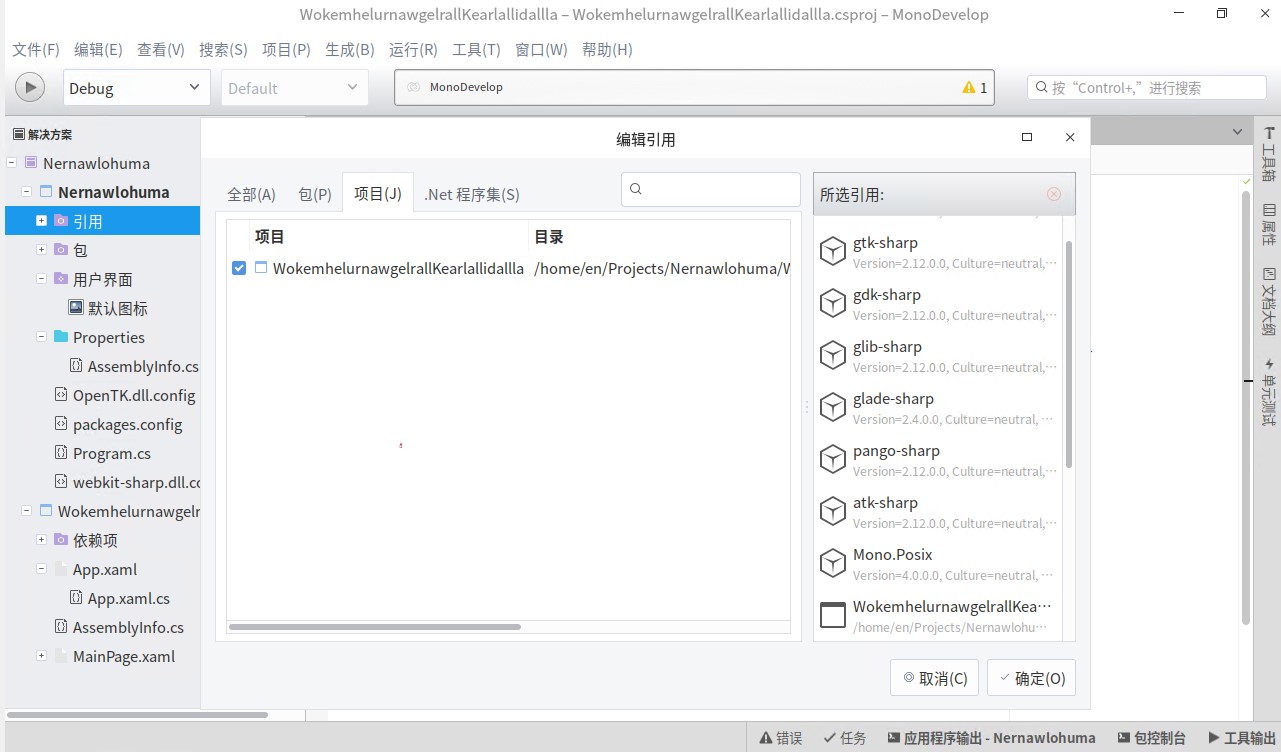 WokemhelurnawgelrallKearlallidallla – WokemhelurnawgelrallKearlallidallla.csproj – MonoDevelop
文件(F) 编辑(E) 查看(V) 搜索(S) 项目(P) 生成(B) 运行(R) 工具(T) 窗口(W) 帮助(H)
Debug Default MonoDevelop 1 按“Control+,”进行搜索
解决方案
Nernawlohuma
Nernawlohuma
引用
包
用户界面
默认图标
Properties
AssemblyInfo.cs
OpenTK.dll.config
packages.config
Program.cs
webkit-sharp.dll.co
Wokemhelurnawgelr
依赖项
App.xaml
App.xaml.cs
AssemblyInfo.cs
MainPage.xaml
编辑引用
全部(A) 包(P) 项目(J) .Net 程序集(S)
项目 目录
WokemhelurnawgelrallKearlallidallla /home/en/Projects/Nernawlohuma/W
所选引用:
gtk-sharp
Version=2.12.0.0, Culture=neutral,…
gdk-sharp
Version=2.12.0.0, Culture=neutral,…
glib-sharp
Version=2.12.0.0, Culture=neutral,…
glade-sharp
Version=2.4.0.0, Culture=neutral, …
pango-sharp
Version=2.12.0.0, Culture=neutral,…
atk-sharp
Version=2.12.0.0, Culture=neutral,…
Mono.Posix
Version=4.0.0.0, Culture=neutral, …
WokemhelurnawgelrallKea…
/home/en/Projects/Nernawlohu…
取消(C) 确定(O)
工具箱
属性
文档大纲
单元测试
错误 任务 应用程序输出 - Nernawlohuma 包控制台 工具输出